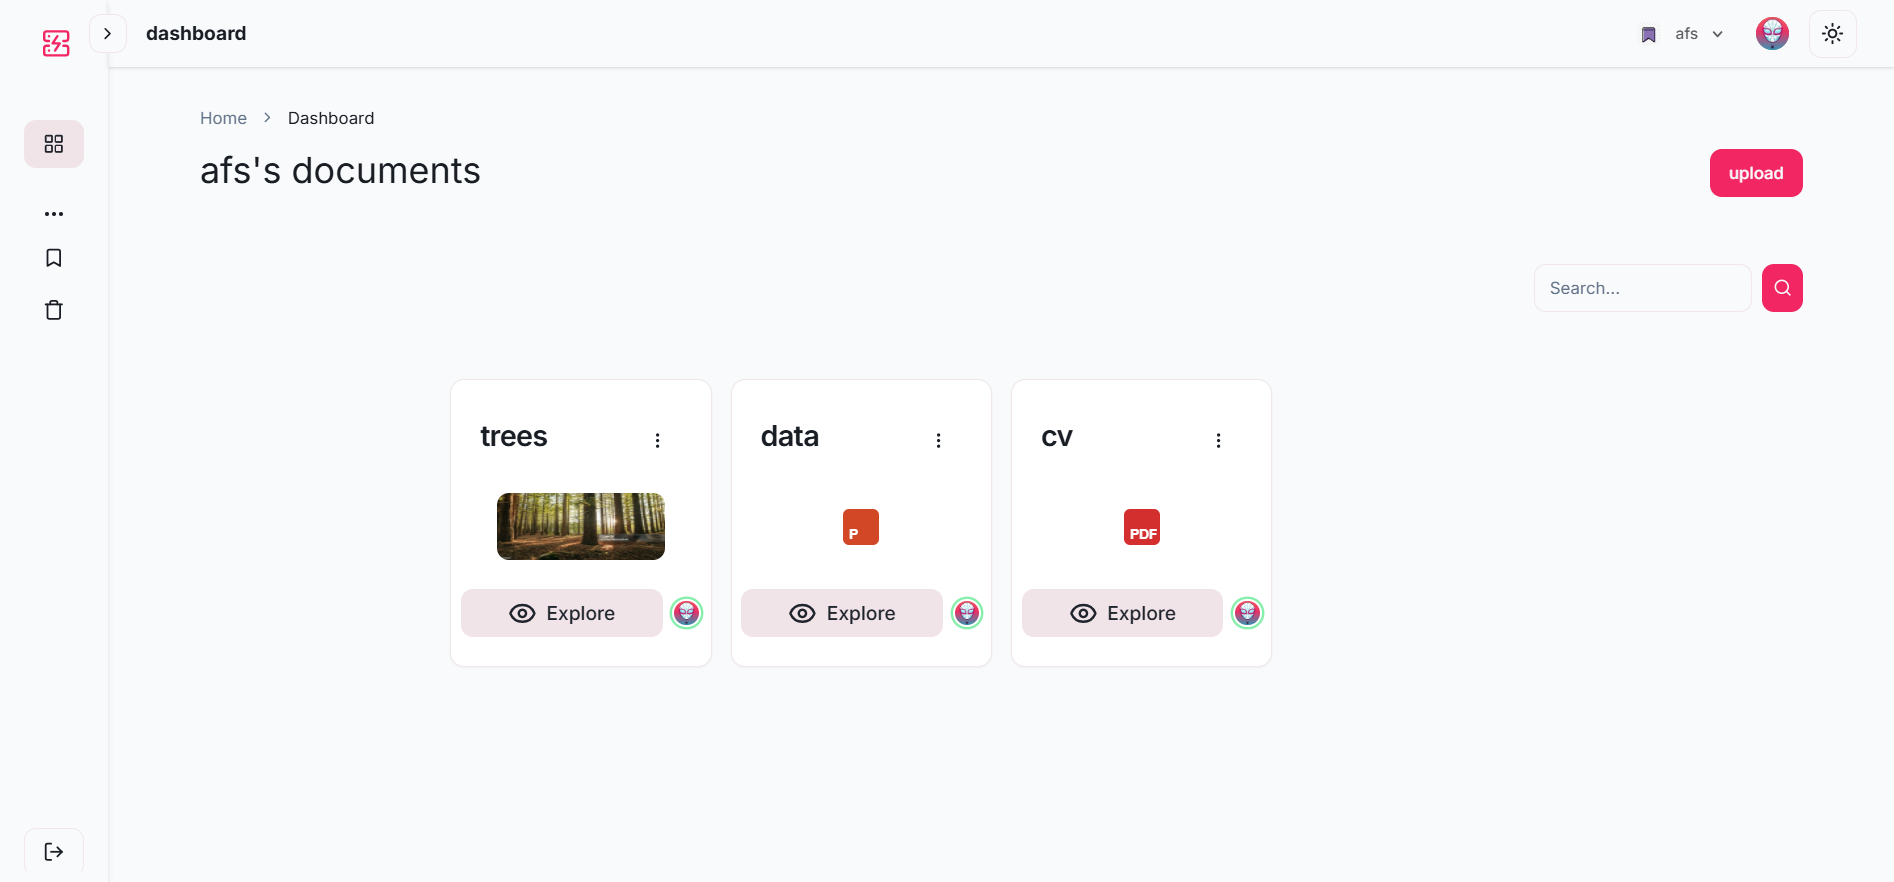 dashboard
afs
Home
Dashboard
afs's documents
upload
Search...
trees
data
cv
P
PDF
Explore
Explore
Explore